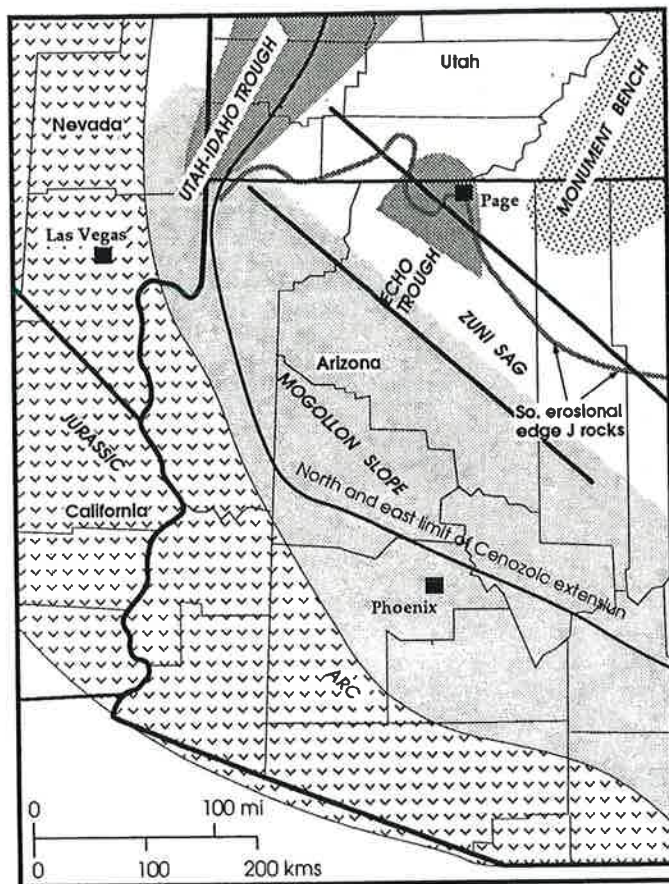 Utah
UTAH-IDAHO TROUGH
MONUMENT BENCH
Nevada
Page
Las Vegas
ECHO
TROUGH
ZUNI SAG
Arizona
So. erosional
edge J rocks
MOGOLLON SLOPE
JURASSIC
California
North and east limit of Cenozoic extensiun
Phoenix
ARC
0 100 mi
0 100 200 kms